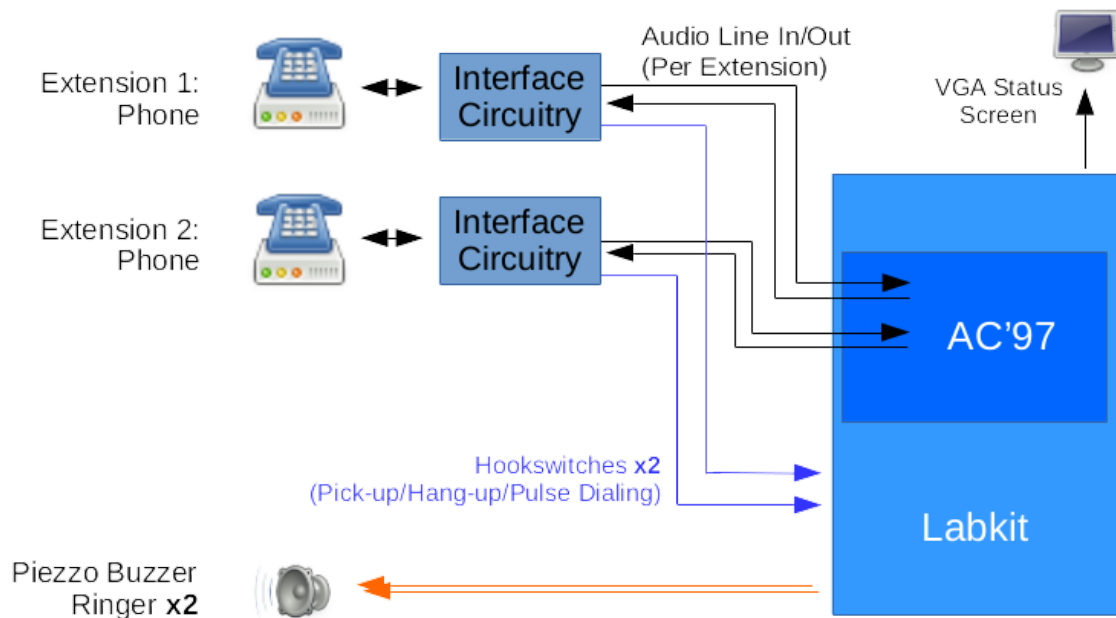 Extension 1:
Phone
Interface
Circuitry
Audio Line In/Out
(Per Extension)
VGA Status
Screen
Extension 2:
Phone
Interface
Circuitry
AC'97
Hookswitches x2
(Pick-up/Hang-up/Pulse Dialing)
Labkit
Piezzo Buzzer
Ringer x2